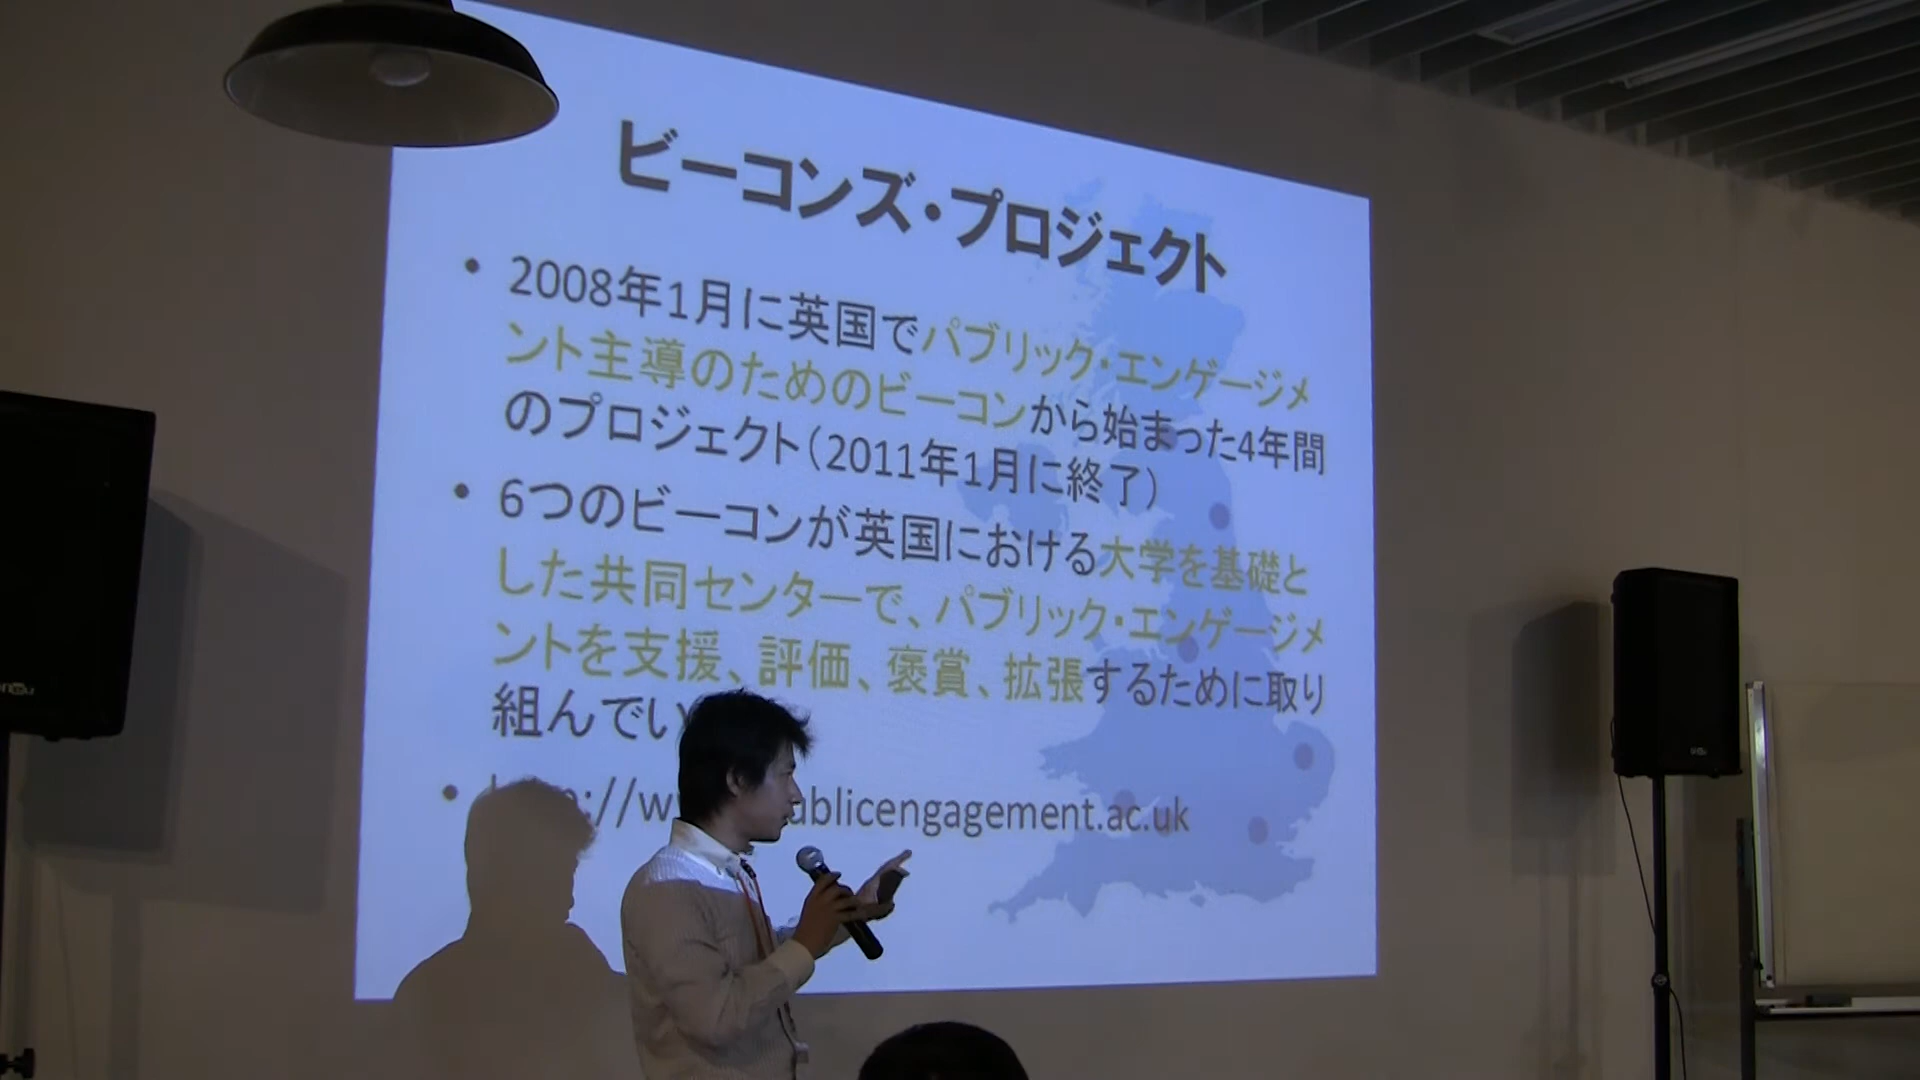 ビーコンズ・プロジェクト
• 2008年1月に英国でパブリック・エンゲージメ
ント主導のためのビーコンから始まった4年間
のプロジェクト（2011年1月に終了）
• 6つのビーコンが英国における大学を基礎と
した共同センターで、パブリック・エンゲージメ
ントを支援、評価、褒賞、拡張するために取り
組んでい
• ://w ublicengagement.ac.uk